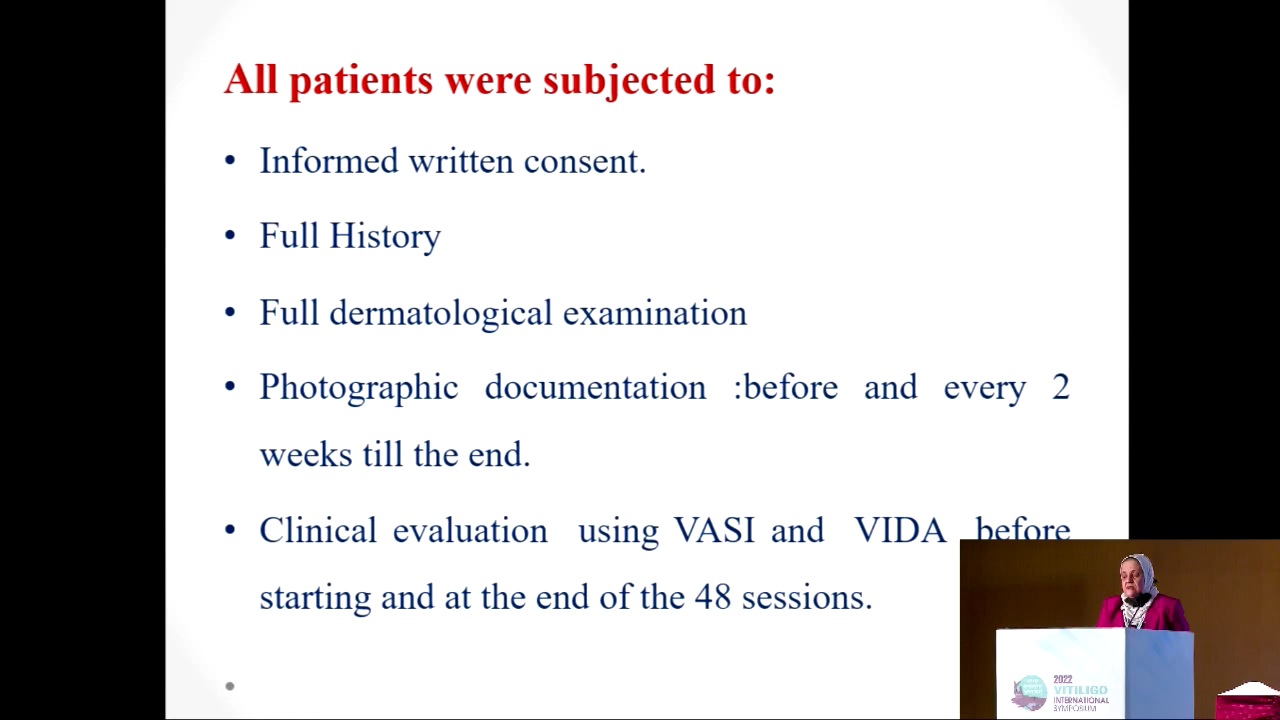 All patients were subjected to:
• Informed written consent.
• Full History
• Full dermatological examination
• Photographic documentation :before and every 2
weeks till the end.
• Clinical evaluation using VASI and VIDA before
starting and at the end of the 48 sessions.
•
2022
VITILIGO
INTERNATIONAL
SYMPOSIUM